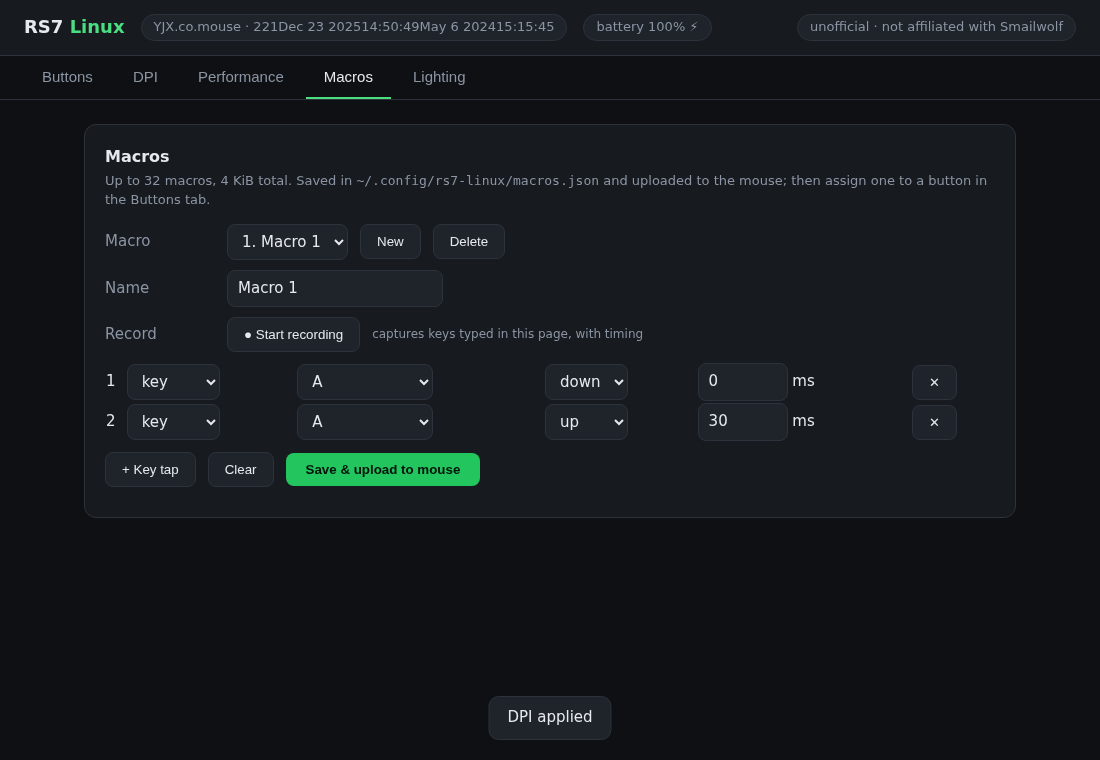 RS7 Linux
YJX.co.mouse · 221Dec 23 202514:50:49May 6 202415:15:45
battery 100% ⚡
unofficial · not affiliated with Smailwolf
Buttons
DPI
Performance
Macros
Lighting
Macros
Up to 32 macros, 4 KiB total. Saved in ~/.config/rs7-linux/macros.json and uploaded to the mouse; then assign one to a button in
the Buttons tab.
Macro
1. Macro 1
New
Delete
Name
Macro 1
Record
● Start recording
captures keys typed in this page, with timing
1 key A down 0 ms ✕
2 key A up 30 ms ✕
+ Key tap
Clear
Save & upload to mouse
DPI applied